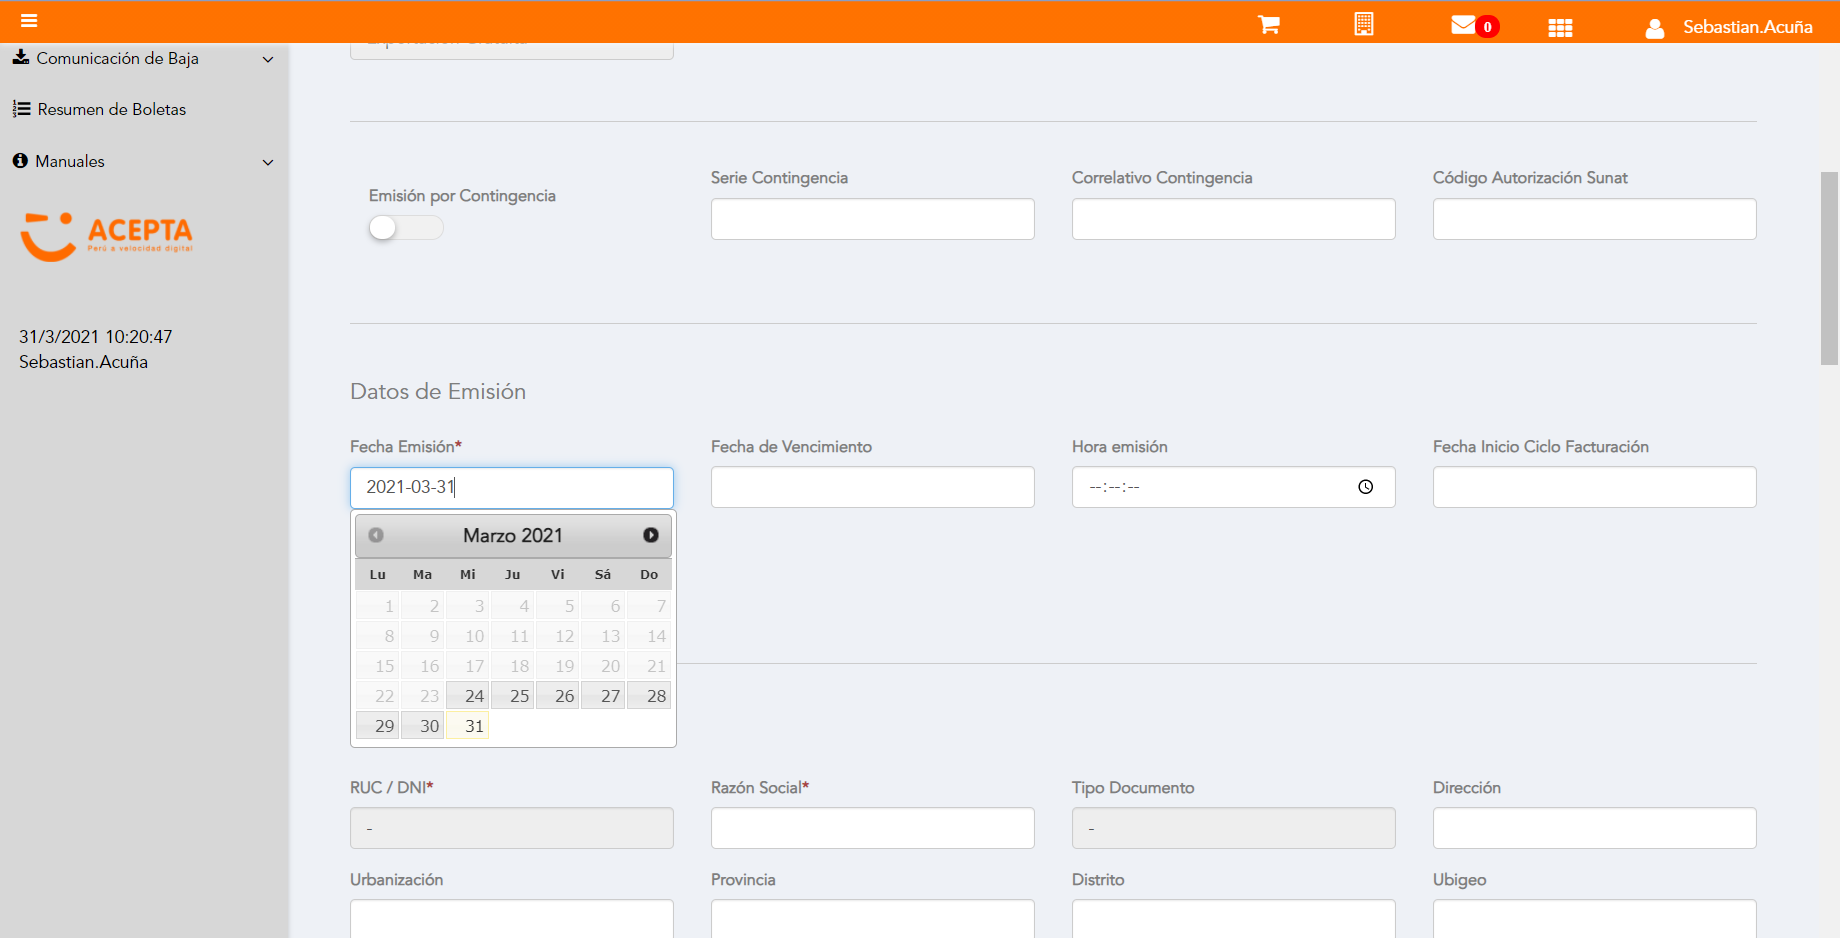 0
Sebastian.Acuña
Comunicación de Baja
Resumen de Boletas
Manuales
ACEPTA
Perú a velocidad digital
31/3/2021 10:20:47
Sebastian.Acuña
Emisión por Contingencia
Serie Contingencia
Correlativo Contingencia
Código Autorización Sunat
Datos de Emisión
Fecha Emisión*
Fecha de Vencimiento
Hora emisión
Fecha Inicio Ciclo Facturación
2021-03-31
--:--:--
Marzo 2021
Lu Ma Mi Ju Vi Sá Do
1 2 3 4 5 6 7
8 9 10 11 12 13 14
15 16 17 18 19 20 21
22 23 24 25 26 27 28
29 30 31
RUC / DNI*
Razón Social*
Tipo Documento
Dirección
-
-
Urbanización
Provincia
Distrito
Ubigeo